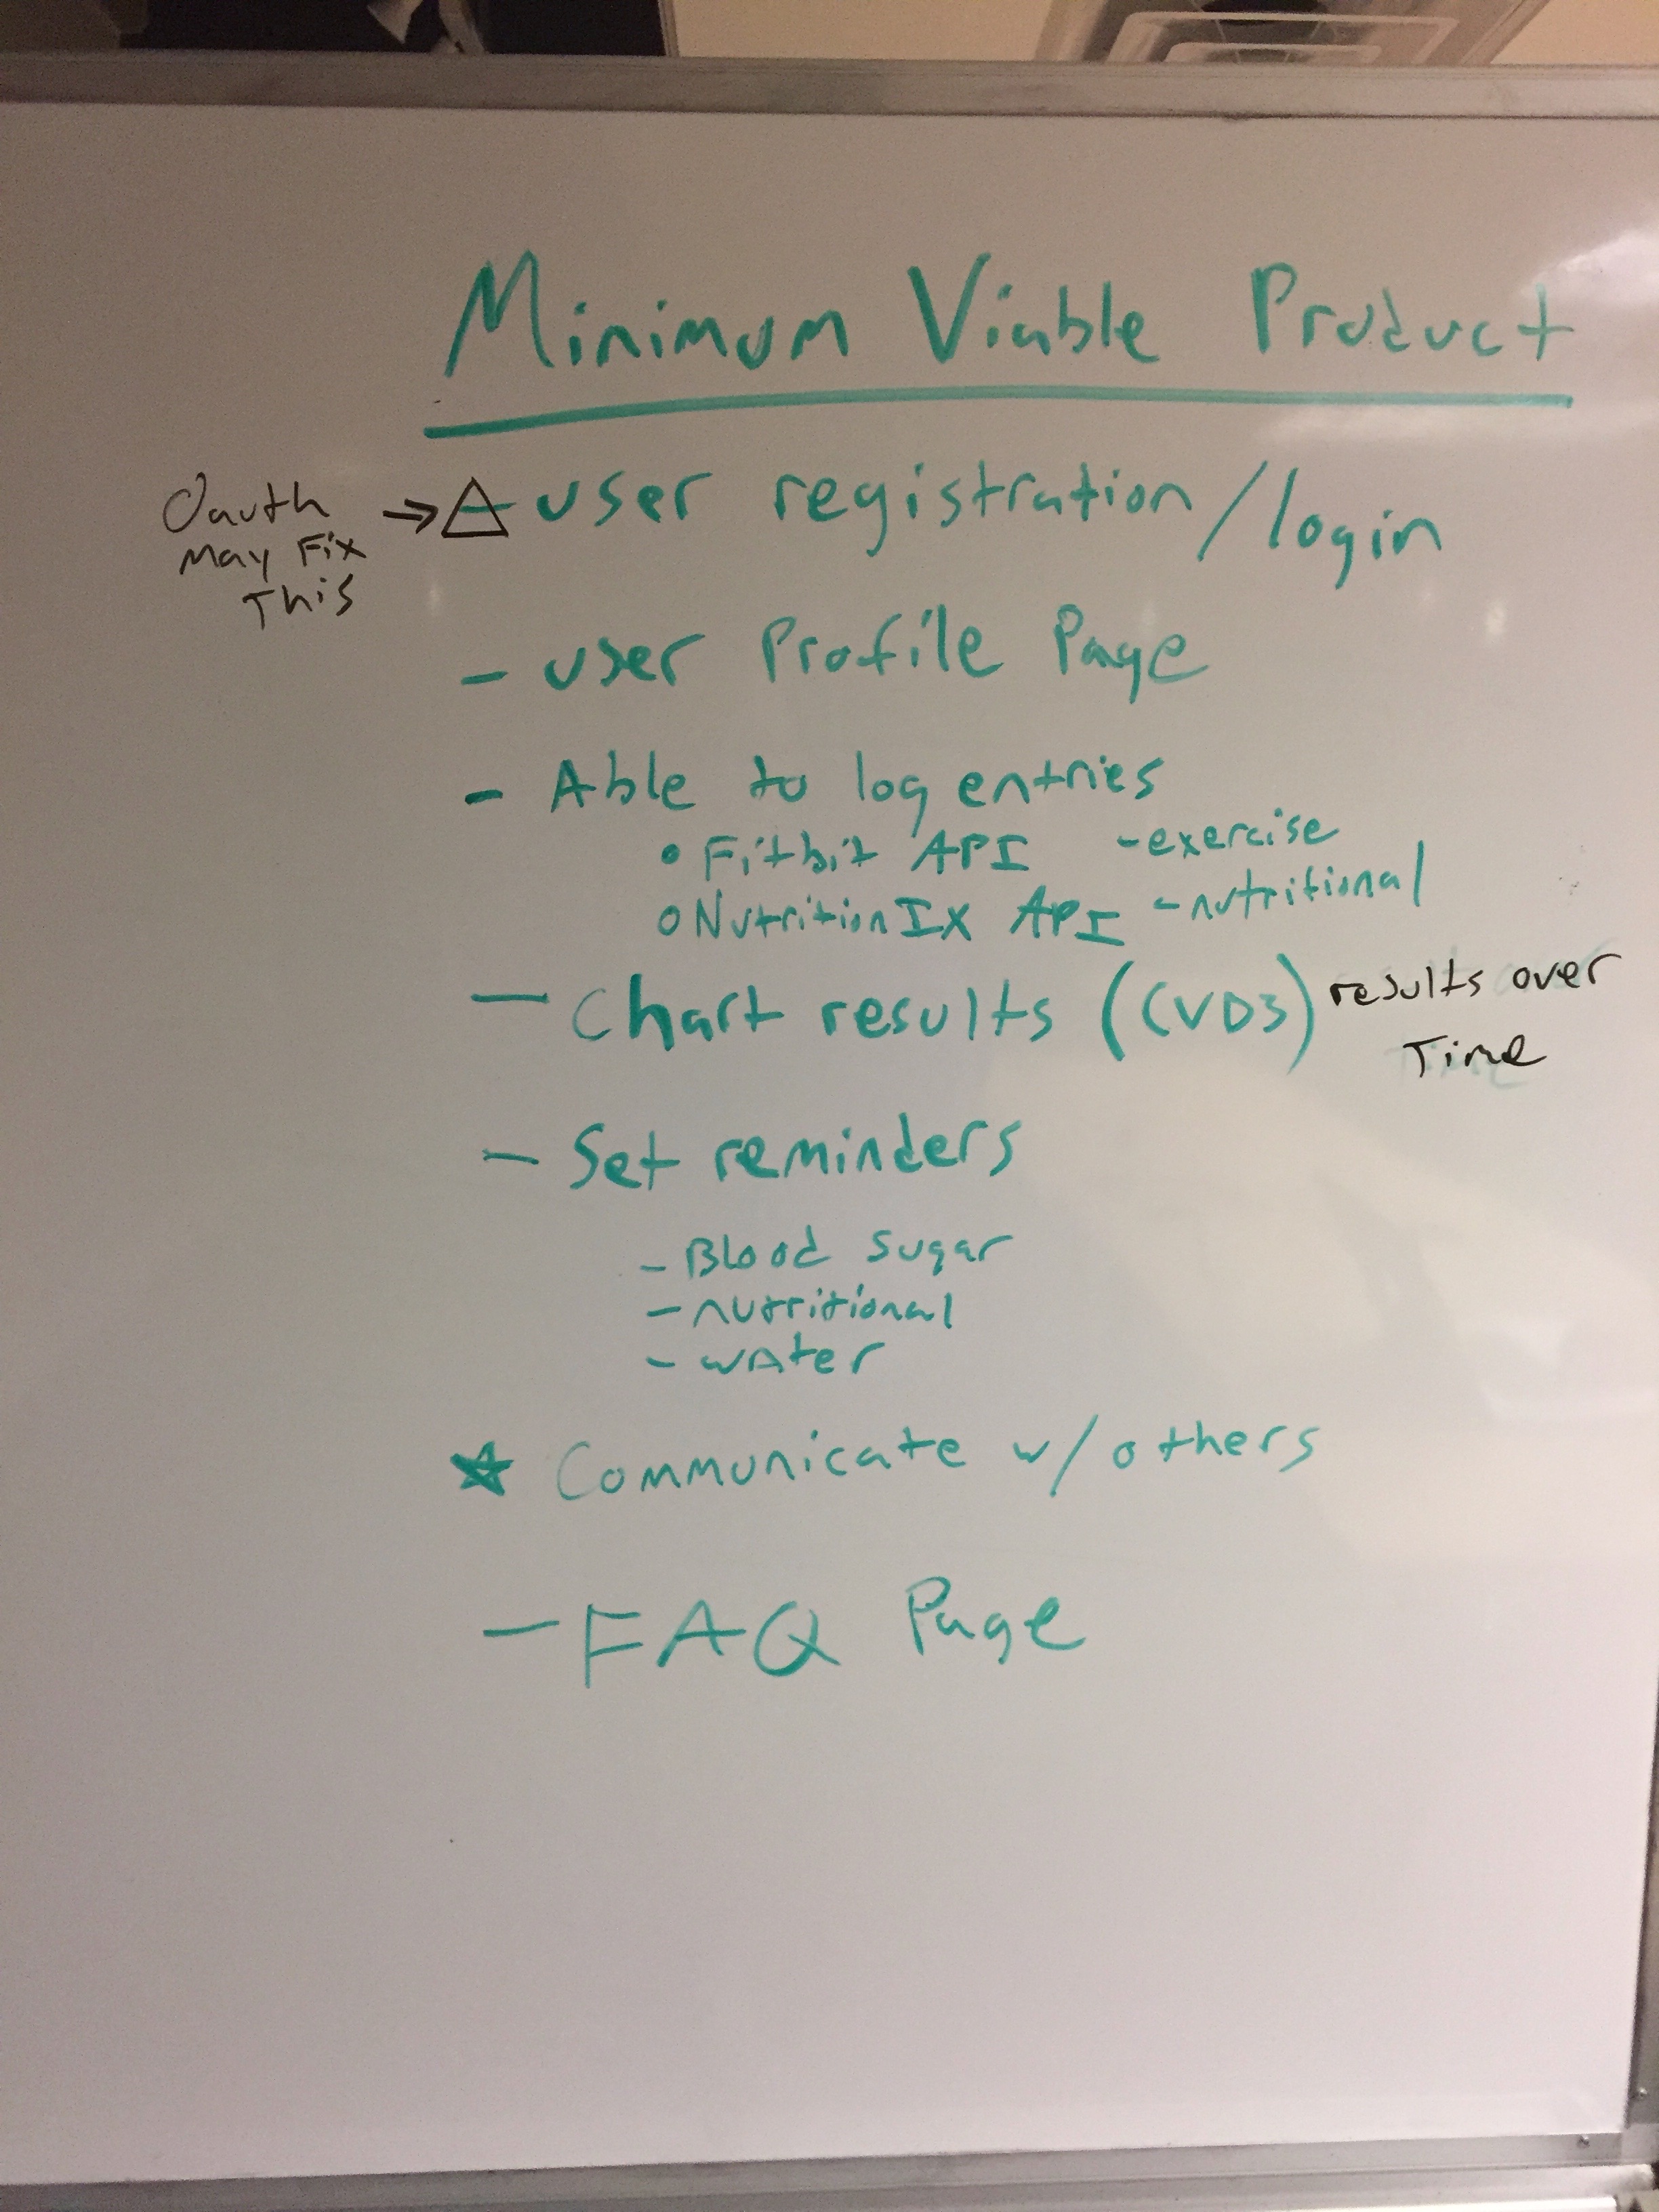 Minimum Viable Product
Oauth
may Fix
This
→ △ user registration/login
- user Profile Page
- Able to log entries
• Fitbit API - exercise
○ NutritionIX API - nutritional
- Chart results (CVD3) results over
Time
- Set reminders
- Blood sugar
- nutritional
- water
★ Communicate w/ others
- FAQ Page